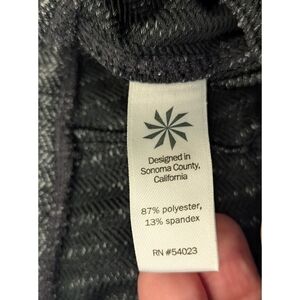 Designed in
Sonoma County,
California
87% polyester,
13% spandex
RN #54023